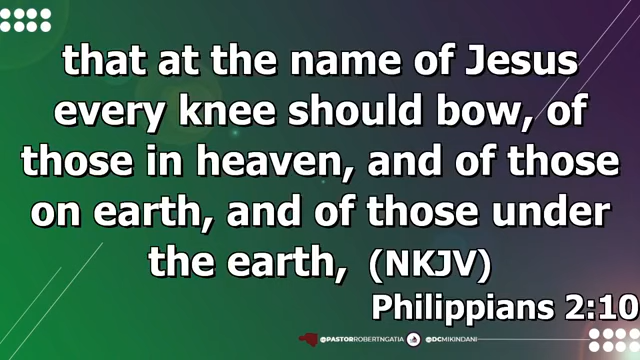 that at the name of Jesus
every knee should bow, of
those in heaven, and of those
on earth, and of those under
the earth, (NKJV)
Philippians 2:10
@PASTORROBERTNGATIA @DCMIKINDANI